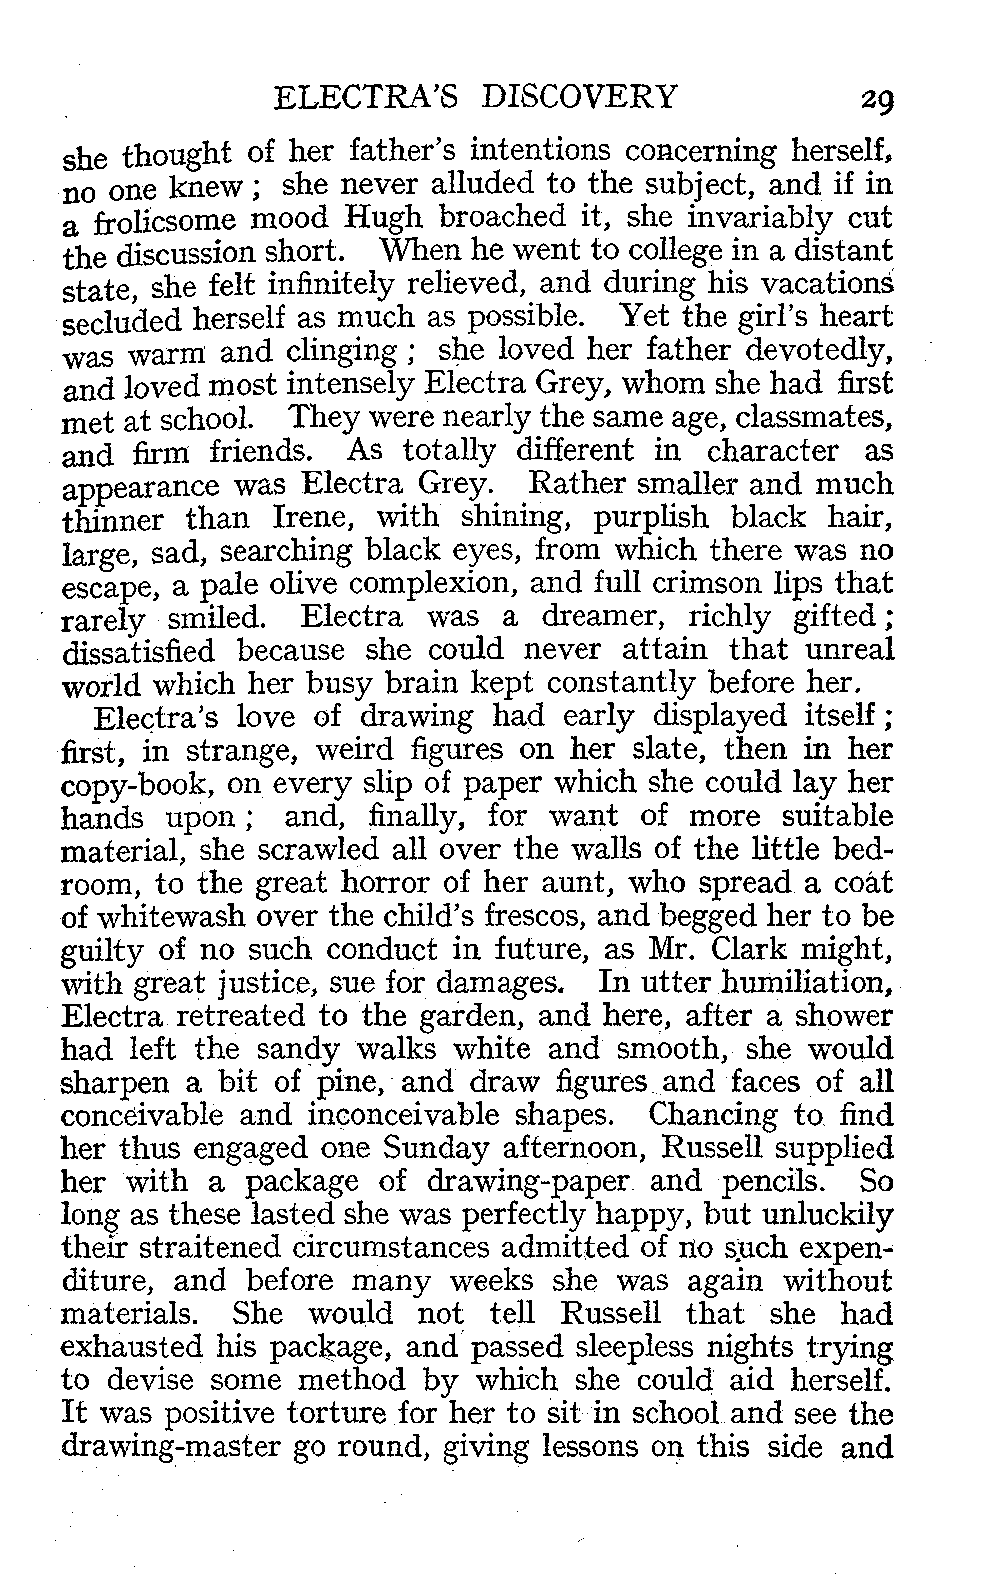 ELECTRA'S DISCOVERY 29
she thought of her father's intentions concerning herself,
no one knew ; she never alluded to the subject, and if in
a frolicsome mood Hugh broached it, she invariably cut
the discussion short. When he went to college in a distant
state, she felt infinitely relieved, and during his vacations
secluded herself as much as possible. Yet the girl's heart
was warm and clinging ; she loved her father devotedly,
and loved most intensely Electra Grey, whom she had first
met at school. They were nearly the same age, classmates,
and firm friends. As totally different in character as
appearance was Electra Grey. Rather smaller and much
thinner than Irene, with shining, purplish black hair,
large, sad, searching black eyes, from which there was no
escape, a pale olive complexion, and full crimson lips that
rarely smiled. Electra was a dreamer, richly gifted ;
dissatisfied because she could never attain that unreal
world which her busy brain kept constantly before her.
Electra's love of drawing had early displayed itself ;
first, in strange, weird figures on her slate, then in her
copy-book, on every slip of paper which she could lay her
hands upon ; and, finally, for want of more suitable
material, she scrawled all over the walls of the little bed-
room, to the great horror of her aunt, who spread a coat
of whitewash over the child's frescos, and begged her to be
guilty of no such conduct in future, as Mr. Clark might,
with great justice, sue for damages. In utter humiliation,
Electra retreated to the garden, and here, after a shower
had left the sandy walks white and smooth, she would
sharpen a bit of pine, and draw figures and faces of all
conceivable and inconceivable shapes. Chancing to find
her thus engaged one Sunday afternoon, Russell supplied
her with a package of drawing-paper and pencils. So
long as these lasted she was perfectly happy, but unluckily
their straitened circumstances admitted of no such expen-
diture, and before many weeks she was again without
materials. She would not tell Russell that she had
exhausted his package, and passed sleepless nights trying
to devise some method by which she could aid herself.
It was positive torture for her to sit in school and see the
drawing-master go round, giving lessons on this side and